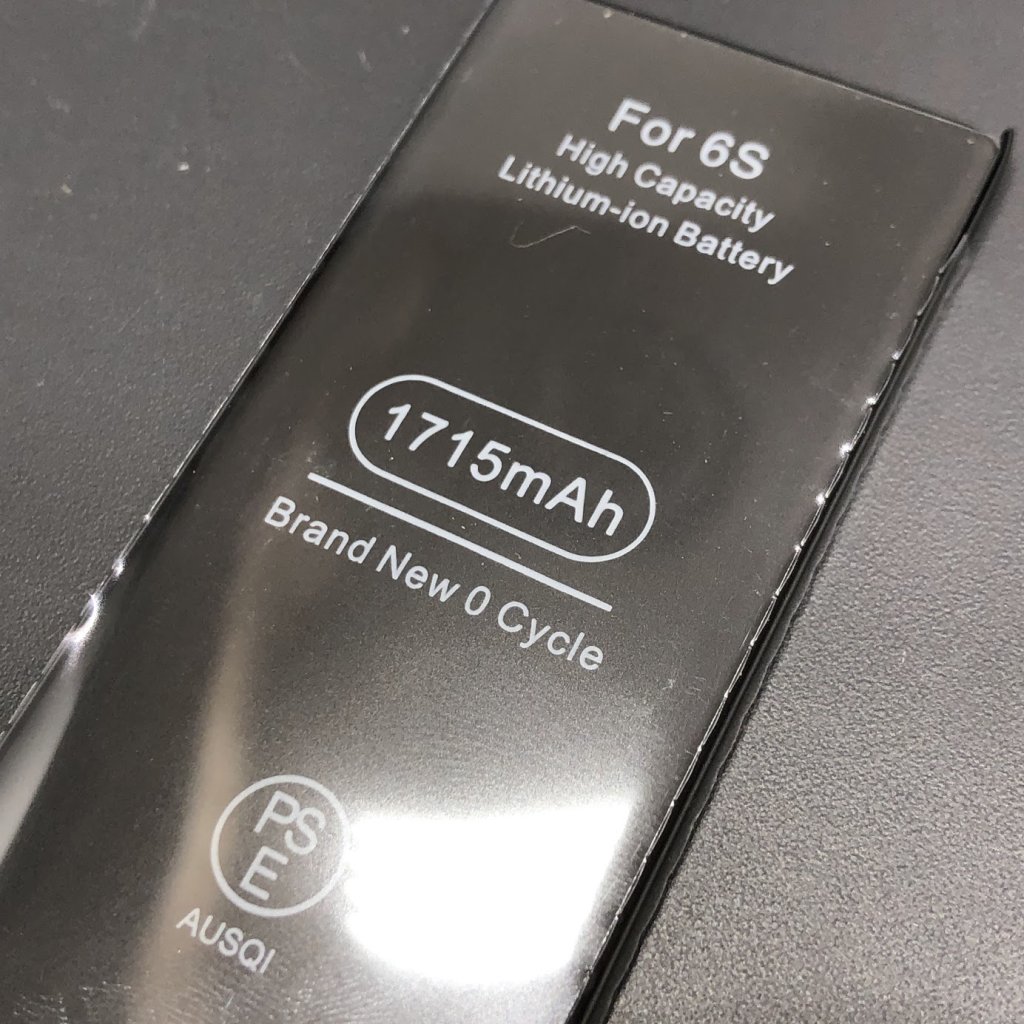 For 6S
High Capacity
Lithium-ion Battery
1715mAh
Brand New 0 Cycle
PS
E
AUSQI